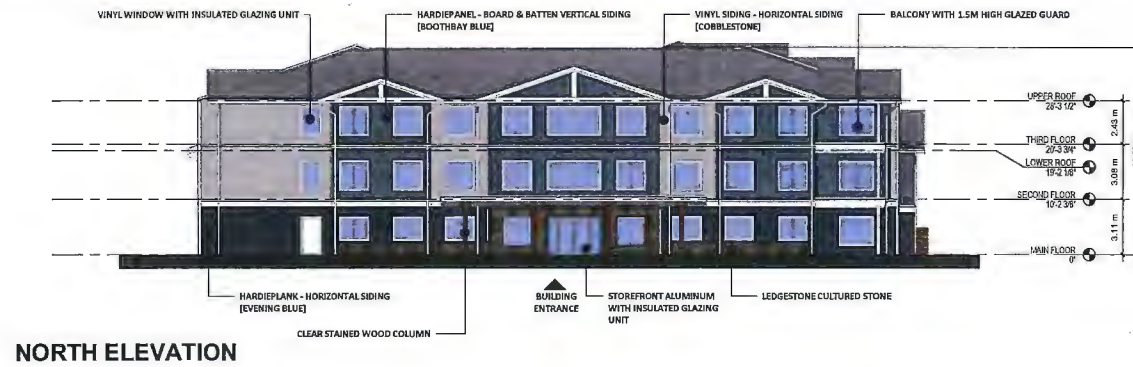 VINYL WINDOW WITH INSULATED GLAZING UNIT
HARDIEPANEL - BOARD & BATTEN VERTICAL SIDING
[BOOTHBAY BLUE]
VINYL SIDING - HORIZONTAL SIDING
[COBBLESTONE]
BALCONY WITH 1.5M HIGH GLAZED GUARD
UPPER ROOF
28'-3 1/2"
2.43 m
THIRD FLOOR
20'-3 3/4"
LOWER ROOF
19'-2 1/8"
3.08 m
SECOND FLOOR
10'-2 3/8"
3.11 m
MAIN FLOOR
0"
HARDIEPLANK - HORIZONTAL SIDING
[EVENING BLUE]
CLEAR STAINED WOOD COLUMN
BUILDING
ENTRANCE
STOREFRONT ALUMINUM
WITH INSULATED GLAZING
UNIT
LEDGESTONE CULTURED STONE
NORTH ELEVATION